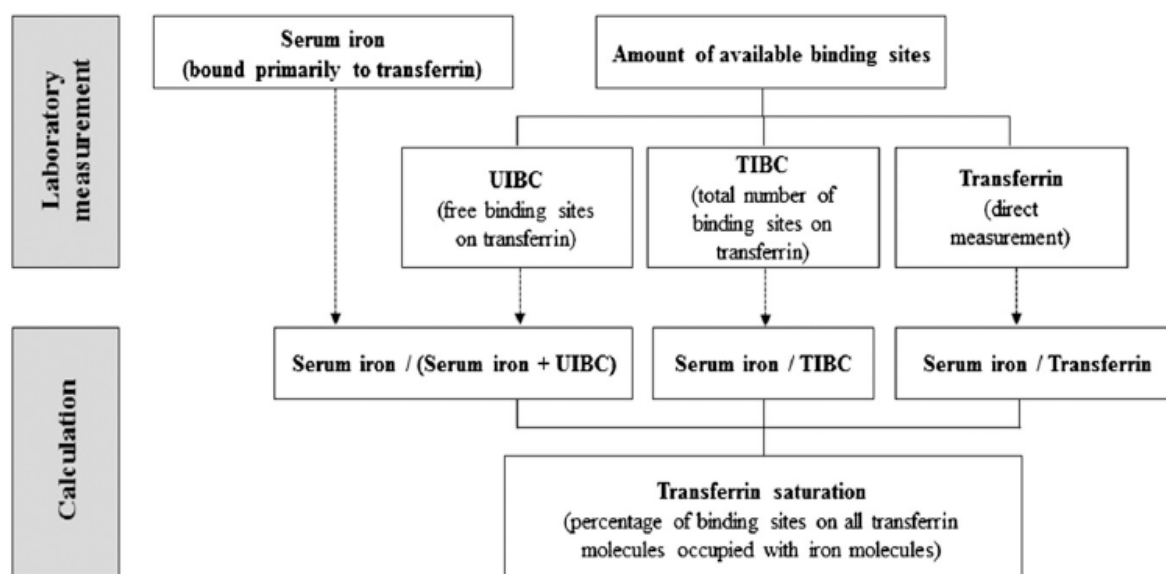 Laboratory
measurement
Serum iron
(bound primarily to transferrin)
Amount of available binding sites
UIBC
(free binding sites
on transferrin)
TIBC
(total number of
binding sites on
transferrin)
Transferrin
(direct
measurement)
Calculation
Serum iron / (Serum iron + UIBC)
Serum iron / TIBC
Serum iron / Transferrin
Transferrin saturation
(percentage of binding sites on all transferrin
molecules occupied with iron molecules)